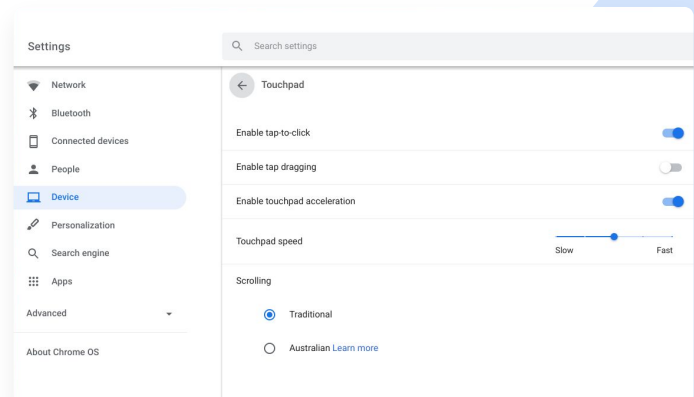 Settings
Search settings
Network
Bluetooth
Connected devices
People
Device
Personalization
Search engine
Apps
Advanced
About Chrome OS
Touchpad
Enable tap-to-click
Enable tap dragging
Enable touchpad acceleration
Touchpad speed
Slow Fast
Scrolling
Traditional
Australian Learn more